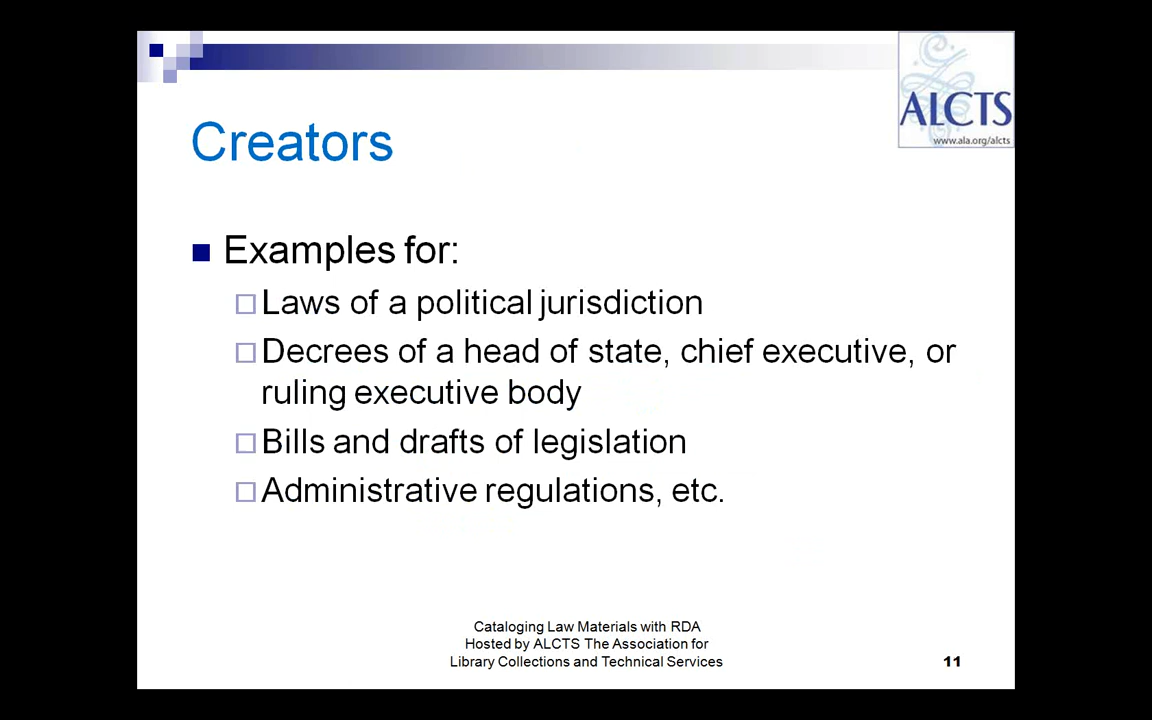 ALCTS
www.ala.org/alcts
Creators
Examples for:
Laws of a political jurisdiction
Decrees of a head of state, chief executive, or
ruling executive body
Bills and drafts of legislation
Administrative regulations, etc.
Cataloging Law Materials with RDA
Hosted by ALCTS The Association for
Library Collections and Technical Services
11